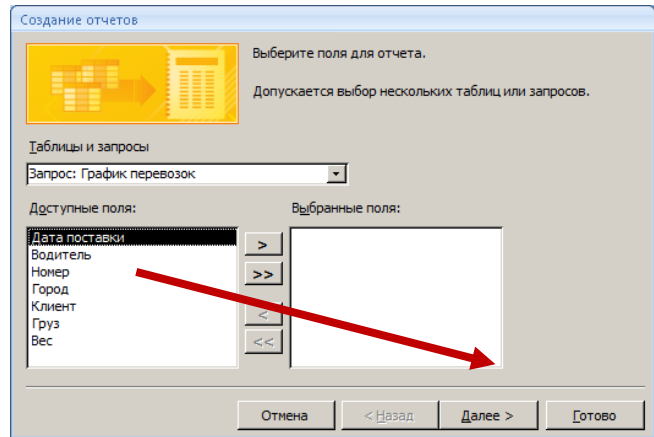 Создание отчетов
Выберите поля для отчета.
Допускается выбор нескольких таблиц или запросов.
Таблицы и запросы
Запрос: График перевозок
Доступные поля:
Выбранные поля:
Дата поставки
Водитель
Номер
Город
Клиент
Груз
Вес
>
>>
<
<<
Отмена
< Назад
Далее >
Готово